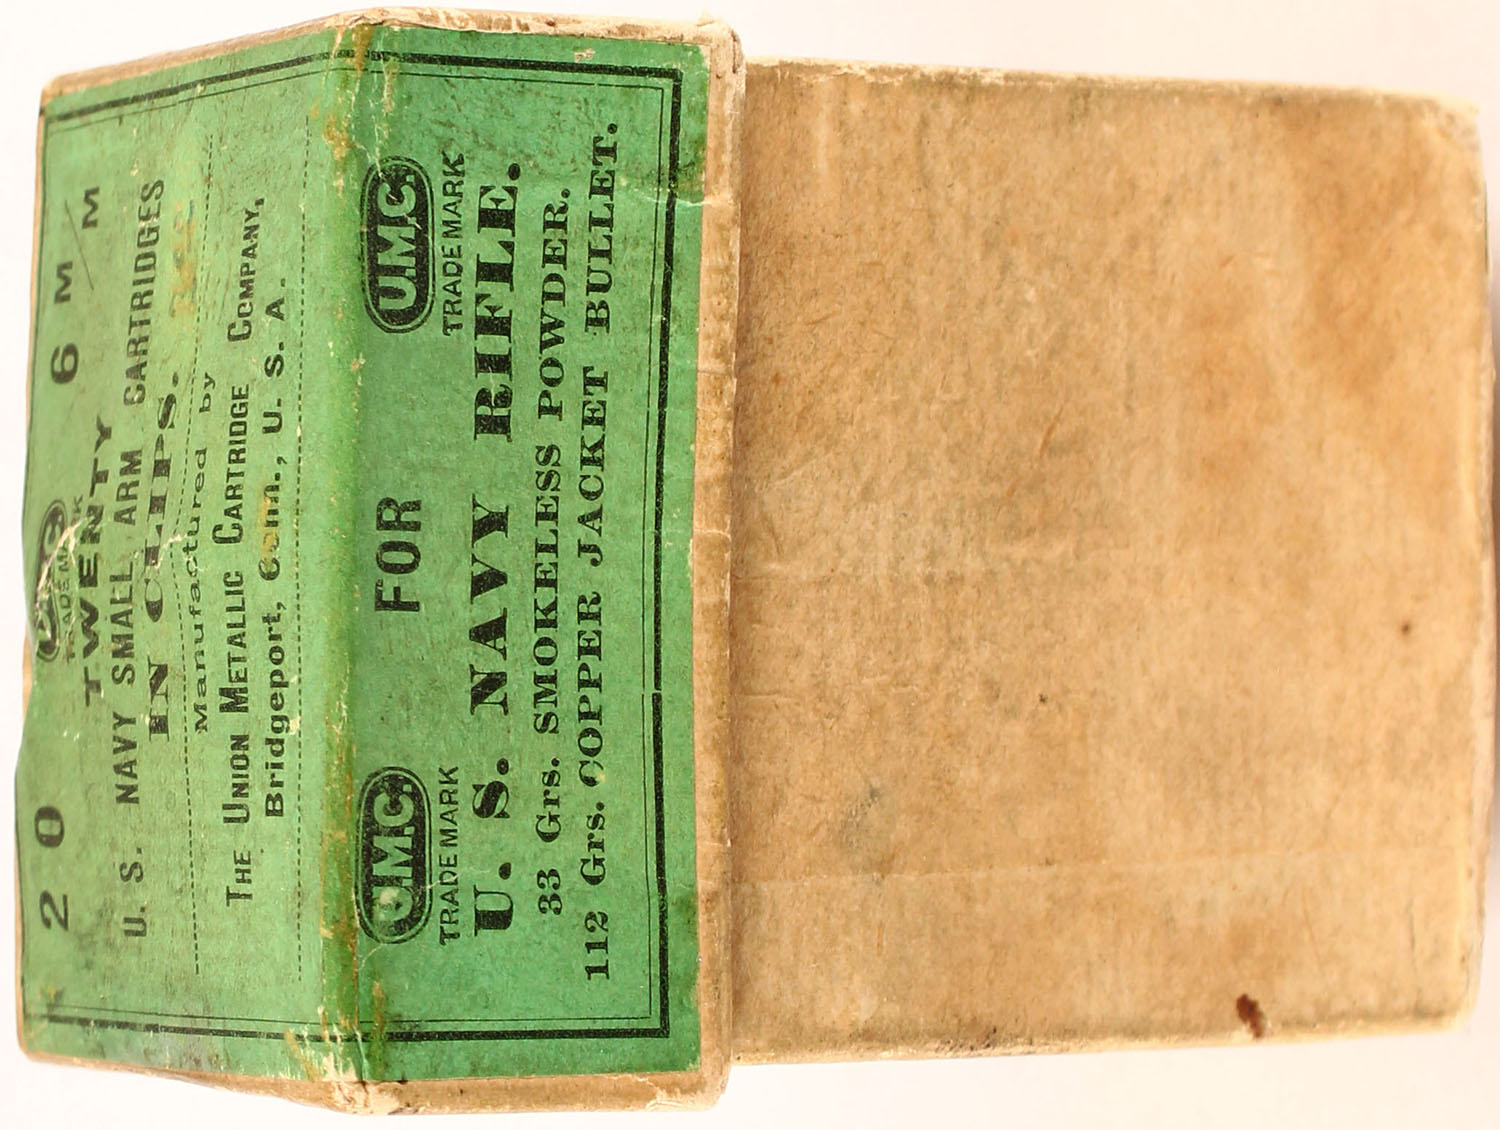 U.M.C.
TRADE MARK
20 6 M/M
TWENTY
U. S. NAVY SMALL ARM CARTRIDGES
IN CLIPS.
Manufactured by
THE UNION METALLIC CARTRIDGE COMPANY,
Bridgeport, Conn., U. S. A.
U.M.C. FOR U.M.C.
TRADE MARK TRADE MARK
U. S. NAVY RIFLE.
33 Grs. SMOKELESS POWDER.
112 Grs. COPPER JACKET BULLET.